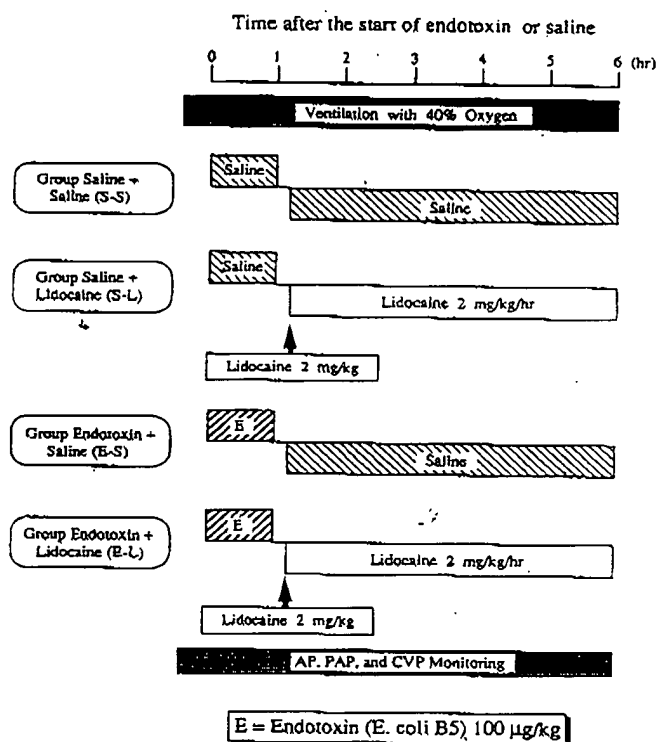 Time after the start of endotoxin or saline
0 1 2 3 4 5 6 (hr)
Ventilation with 40% Oxygen
Group Saline +
Saline (S-S)
Saline
Saline
Group Saline +
Lidocaine (S-L)
Saline
Lidocaine 2 mg/kg/hr
Lidocaine 2 mg/kg
Group Endotoxin +
Saline (E-S)
E
Saline
Group Endotoxin +
Lidocaine (E-L)
E
Lidocaine 2 mg/kg/hr
Lidocaine 2 mg/kg
AP, PAP, and CVP Monitoring
E = Endotoxin (E. coli B5) 100 µg/kg